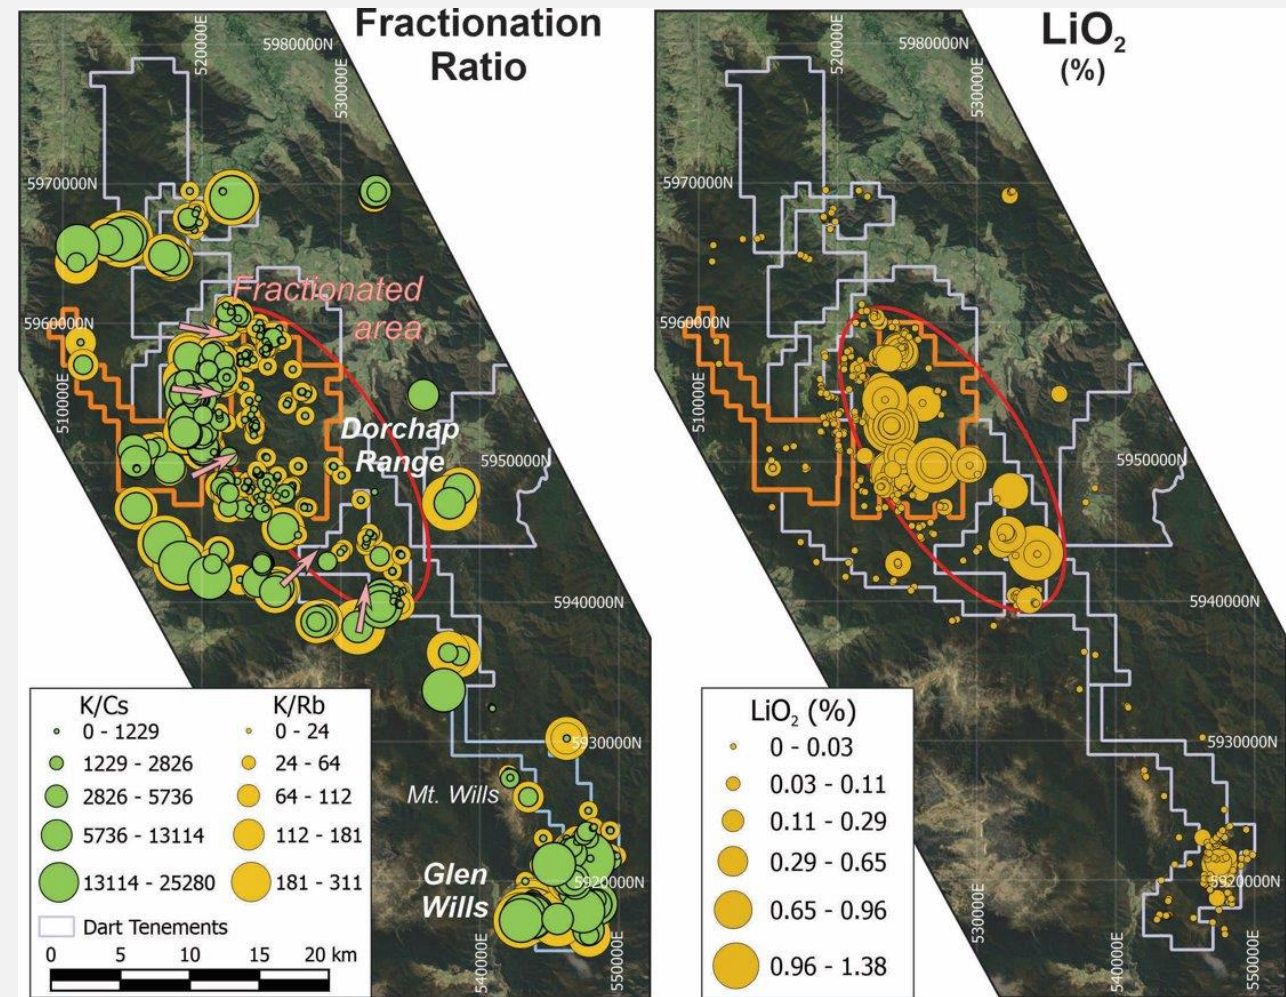 Fractionation
Ratio
5980000N
520000E
530000E
5970000N
Fractionated
area
5960000N
510000E
Dorchap
Range
5950000N
5940000N
5930000N
Mt. Wills
Glen
Wills
5920000N
540000E
550000E
K/Cs K/Rb
0 - 1229 0 - 24
1229 - 2826 24 - 64
2826 - 5736 64 - 112
5736 - 13114 112 - 181
13114 - 25280 181 - 311
Dart Tenements
0 5 10 15 20 km
LiO₂
(%)
5980000N
520000E
530000E
5970000N
5960000N
510000E
5950000N
5940000N
5930000N
5920000N
530000E
540000E
550000E
LiO₂ (%)
0 - 0.03
0.03 - 0.11
0.11 - 0.29
0.29 - 0.65
0.65 - 0.96
0.96 - 1.38